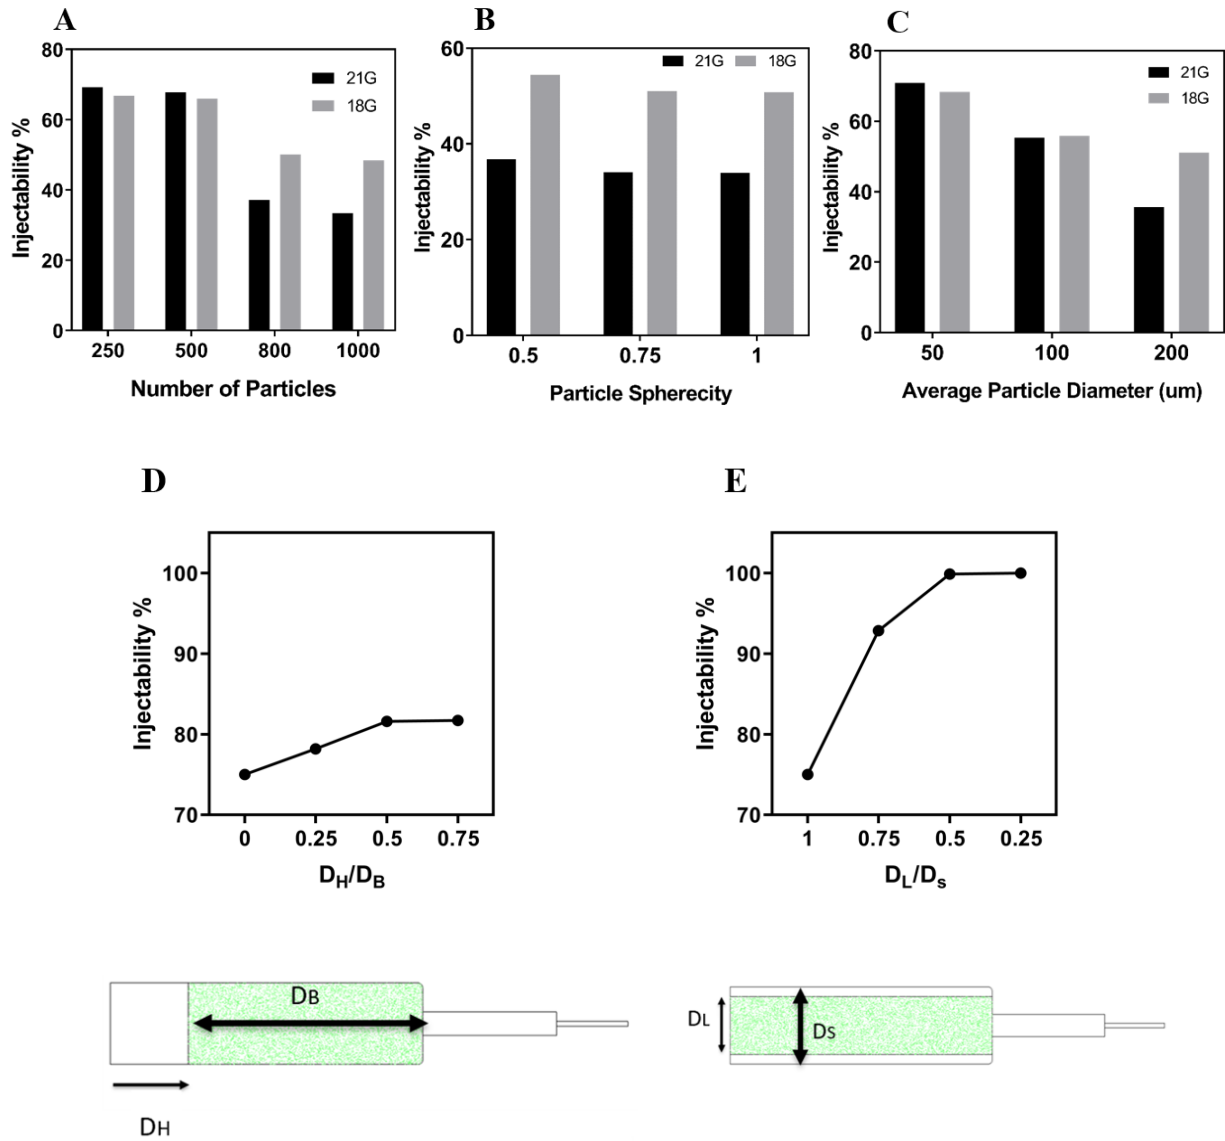 A
Injectability %
80
60
40
20
0
21G
18G
250 500 800 1000
Number of Particles
B
Injectability %
60
40
20
0
21G 18G
0.5 0.75 1
Particle Spherecity
C
Injectability %
80
60
40
20
0
21G
18G
50 100 200
Average Particle Diameter (um)
D
Injectability %
100
90
80
70
0 0.25 0.5 0.75
DH/DB
E
Injectability %
100
90
80
70
1 0.75 0.5 0.25
DL/Ds
DB
DH
DL
DS